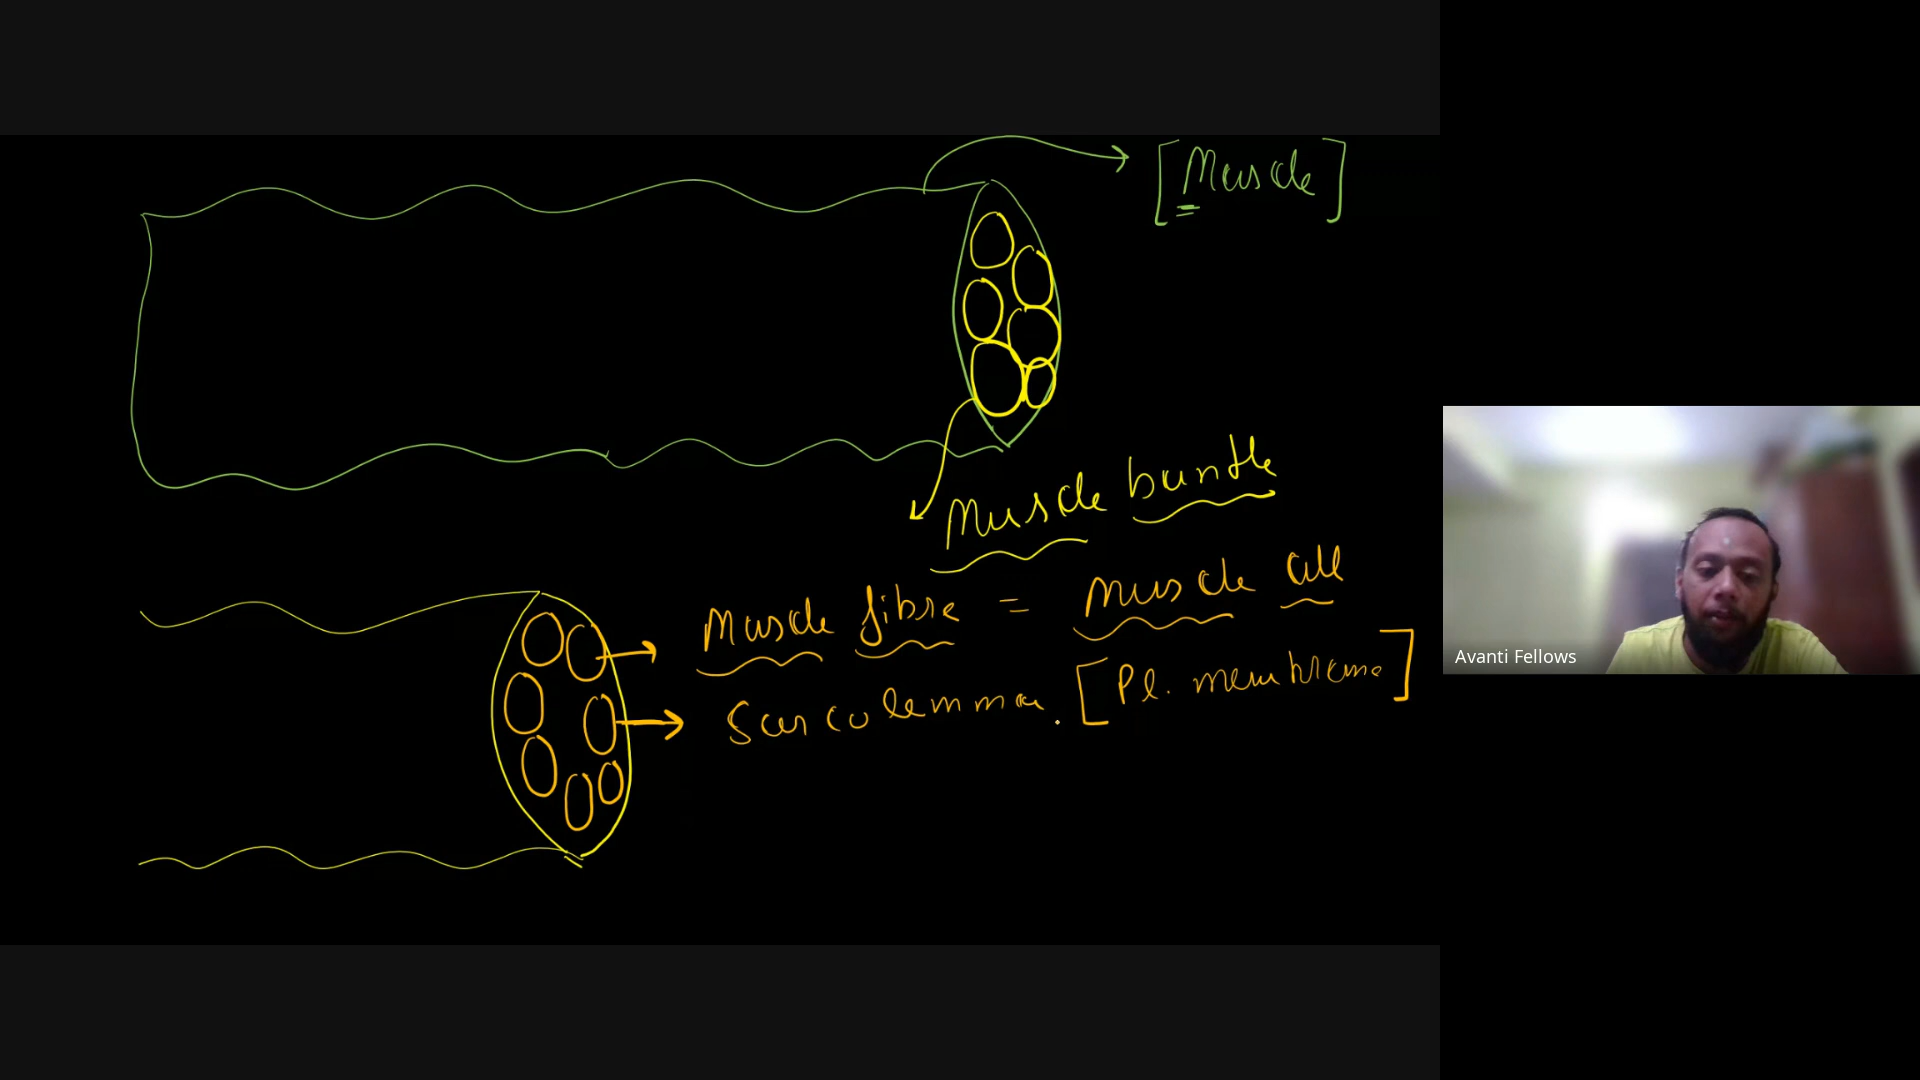 [Muscle]
Muscle bundle
Muscle fibre = Muscle cell
Sarcolemma. [Pl. membrane]
Avanti Fellows